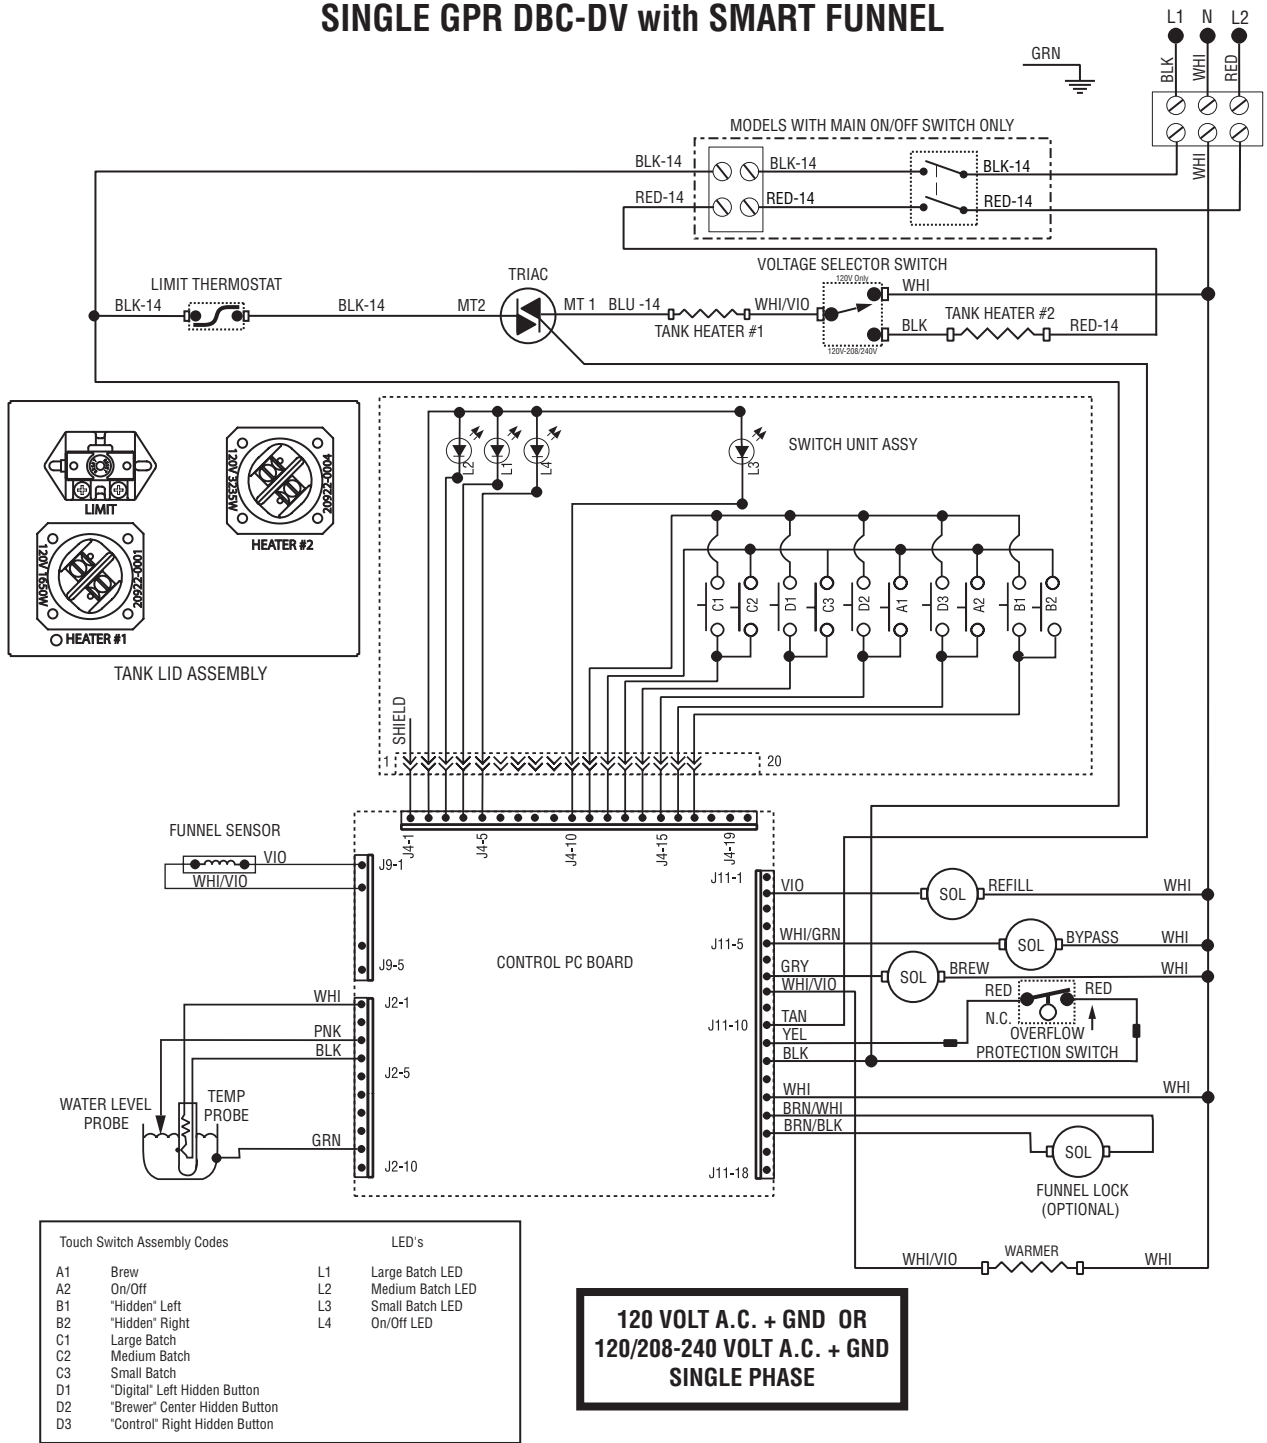 SINGLE GPR DBC-DV with SMART FUNNEL
L1 N L2
GRN
BLK
WHI
RED
MODELS WITH MAIN ON/OFF SWITCH ONLY
BLK-14
BLK-14
BLK-14
WHI
RED-14
RED-14
RED-14
VOLTAGE SELECTOR SWITCH
120V Only
WHI
LIMIT THERMOSTAT
TRIAC
BLK-14
BLK-14
MT2
MT 1
BLU -14
WHI/VIO
TANK HEATER #1
TANK HEATER #2
BLK
RED-14
120V-208/240V
SWITCH UNIT ASSY
L2
L1
L4
L3
LIMIT
120V 3235W
20922-0004
HEATER #2
120V 1650W
20922-0001
HEATER #1
TANK LID ASSEMBLY
C1
C2
D1
C3
D2
A1
D3
A2
B1
B2
SHIELD
1
20
J4-1
J4-5
J4-10
J4-15
J4-19
FUNNEL SENSOR
VIO
WHI/VIO
J9-1
J9-5
CONTROL PC BOARD
J11-1
VIO
SOL
REFILL
WHI
J11-5
WHI/GRN
SOL
BYPASS
WHI
GRY
SOL
BREW
WHI
WHI/VIO
RED
RED
N.C.
OVERFLOW
PROTECTION SWITCH
J11-10
TAN
YEL
BLK
WHI
J2-1
PNK
BLK
J2-5
WATER LEVEL
PROBE
TEMP
PROBE
GRN
J2-10
WHI
WHI
BRN/WHI
BRN/BLK
J11-18
SOL
FUNNEL LOCK
(OPTIONAL)
WHI/VIO
WARMER
WHI
Touch Switch Assembly Codes
LED's
A1 Brew
L1 Large Batch LED
A2 On/Off
L2 Medium Batch LED
B1 "Hidden" Left
L3 Small Batch LED
B2 "Hidden" Right
L4 On/Off LED
C1 Large Batch
C2 Medium Batch
C3 Small Batch
D1 "Digital" Left Hidden Button
D2 "Brewer" Center Hidden Button
D3 "Control" Right Hidden Button
120 VOLT A.C. + GND OR
120/208-240 VOLT A.C. + GND
SINGLE PHASE